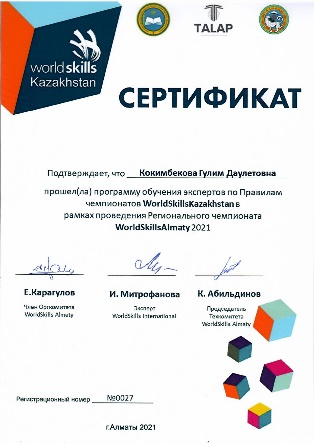 TALAP
worldskills
Kazakhstan
СЕРТИФИКАТ
Подтверждает, что Кокимбекова Гулим Даулетовна
прошел(ла) программу обучения экспертов по Правилам
чемпионатов WorldSkillsKazakhstan в
рамках проведения Регионального чемпионата
WorldSkillsAlmaty 2021
Е.Карагулов И. Митрофанова К. Абильдинов
Член Оргкомитета Эксперт Председатель
WorldSkills Almaty WorldSkills International Техкомитета
WorldSkills Almaty
Регистрационный номер №0027
г.Алматы 2021